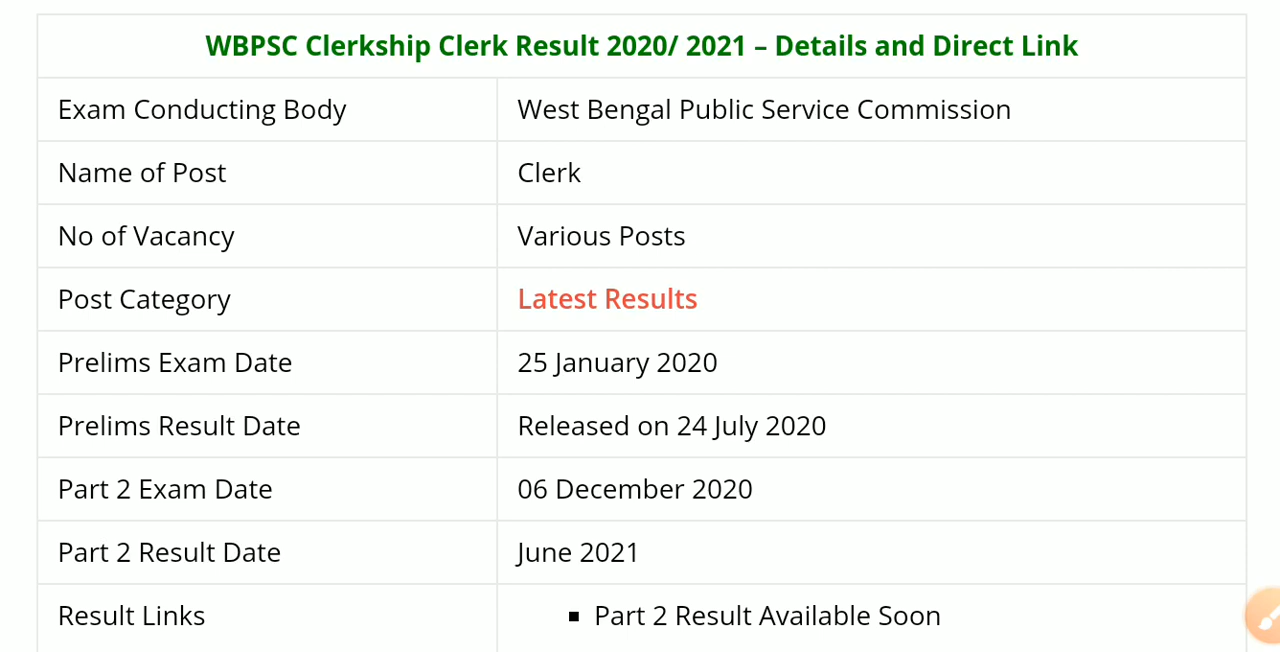 WBPSC Clerkship Clerk Result 2020/ 2021 – Details and Direct Link
Exam Conducting Body West Bengal Public Service Commission
Name of Post Clerk
No of Vacancy Various Posts
Post Category Latest Results
Prelims Exam Date 25 January 2020
Prelims Result Date Released on 24 July 2020
Part 2 Exam Date 06 December 2020
Part 2 Result Date June 2021
Result Links ▪ Part 2 Result Available Soon